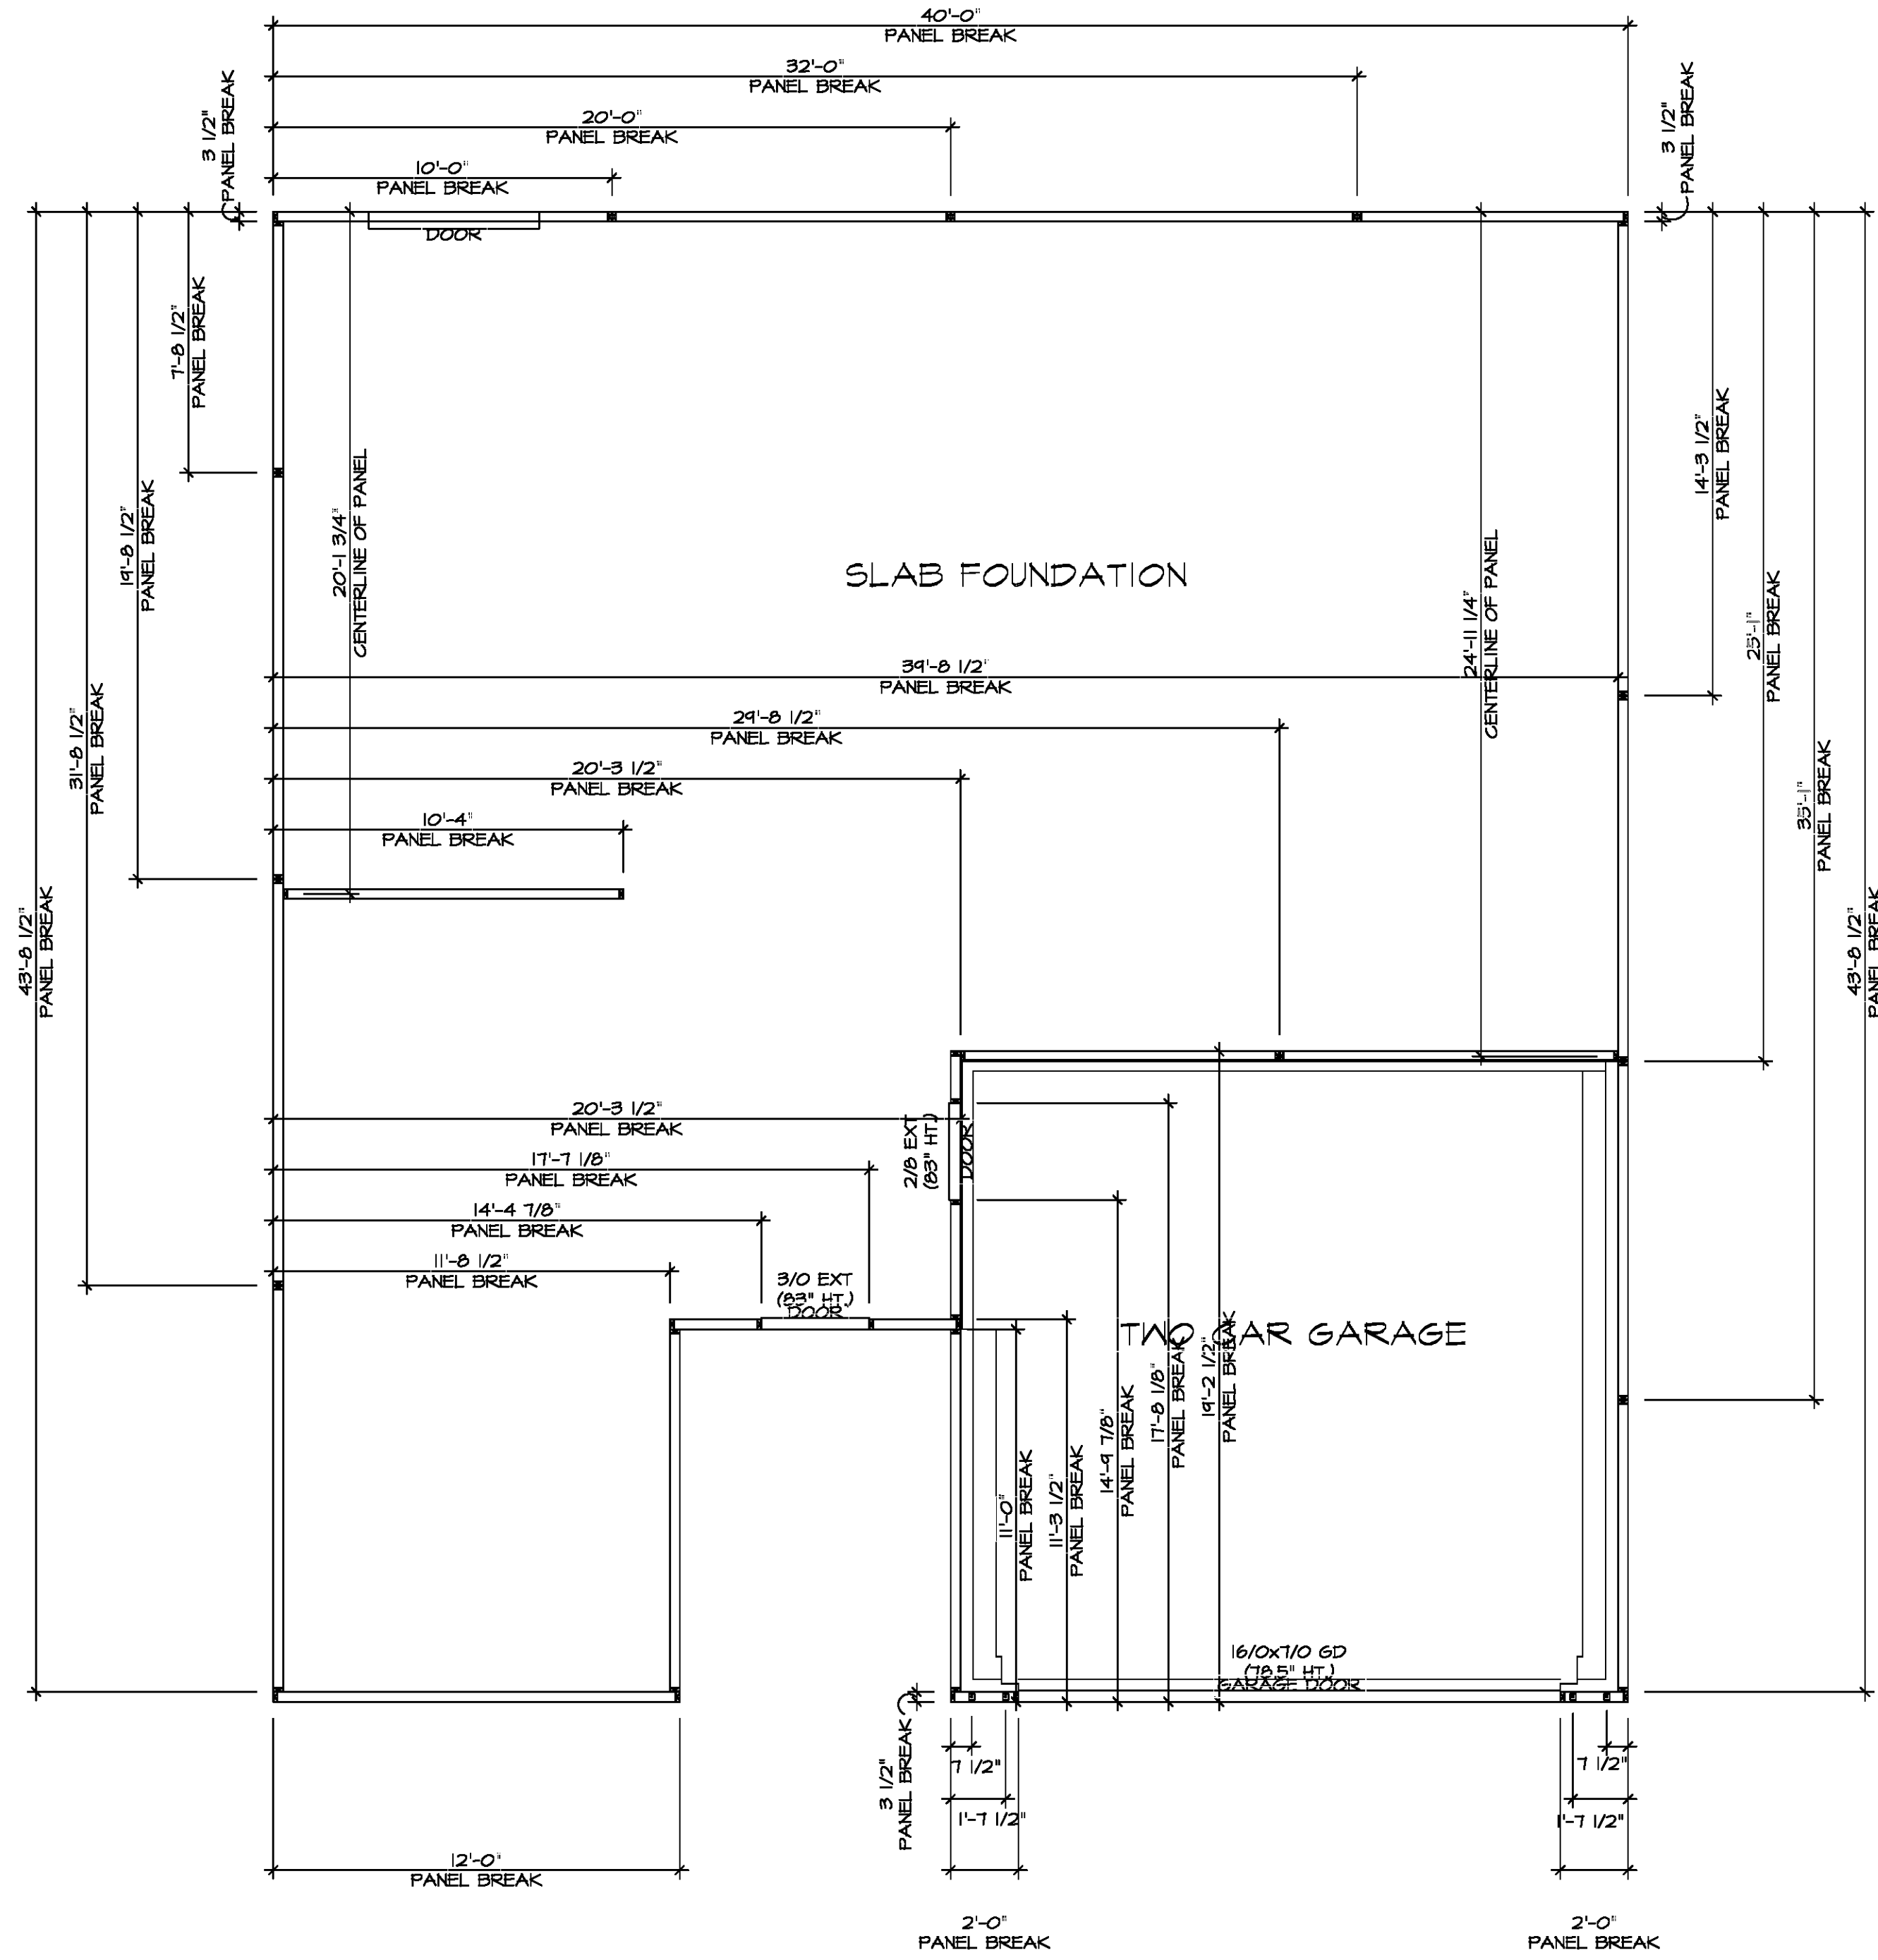 40'-0"
PANEL BREAK
32'-0"
PANEL BREAK
20'-0"
PANEL BREAK
10'-0"
PANEL BREAK
3 1/2"
PANEL BREAK
3 1/2"
PANEL BREAK
DOOR
7'-8 1/2"
PANEL BREAK
19'-8 1/2"
PANEL BREAK
31'-8 1/2"
PANEL BREAK
43'-8 1/2"
PANEL BREAK
20'-1 3/4"
CENTERLINE OF PANEL
SLAB FOUNDATION
24'-11 1/4"
CENTERLINE OF PANEL
14'-3 1/2"
PANEL BREAK
25'-1"
PANEL BREAK
35'-1"
PANEL BREAK
43'-8 1/2"
PANEL BREAK
39'-8 1/2"
PANEL BREAK
29'-8 1/2"
PANEL BREAK
20'-3 1/2"
PANEL BREAK
10'-4"
PANEL BREAK
20'-3 1/2"
PANEL BREAK
17'-7 1/8"
PANEL BREAK
14'-4 7/8"
PANEL BREAK
11'-8 1/2"
PANEL BREAK
2/8 EXT
(83" HT.)
DOOR
3/0 EXT
(83" HT.)
DOOR
TWO CAR GARAGE
11'-0"
PANEL BREAK
11'-3 1/2"
PANEL BREAK
14'-9 7/8"
PANEL BREAK
17'-8 1/8"
PANEL BREAK
19'-2 1/2"
PANEL BREAK
16/0x7/0 GD
(78.5" HT.)
GARAGE DOOR
3 1/2"
PANEL BREAK
7 1/2"
1'-7 1/2"
7 1/2"
1'-7 1/2"
12'-0"
PANEL BREAK
2'-0"
PANEL BREAK
2'-0"
PANEL BREAK